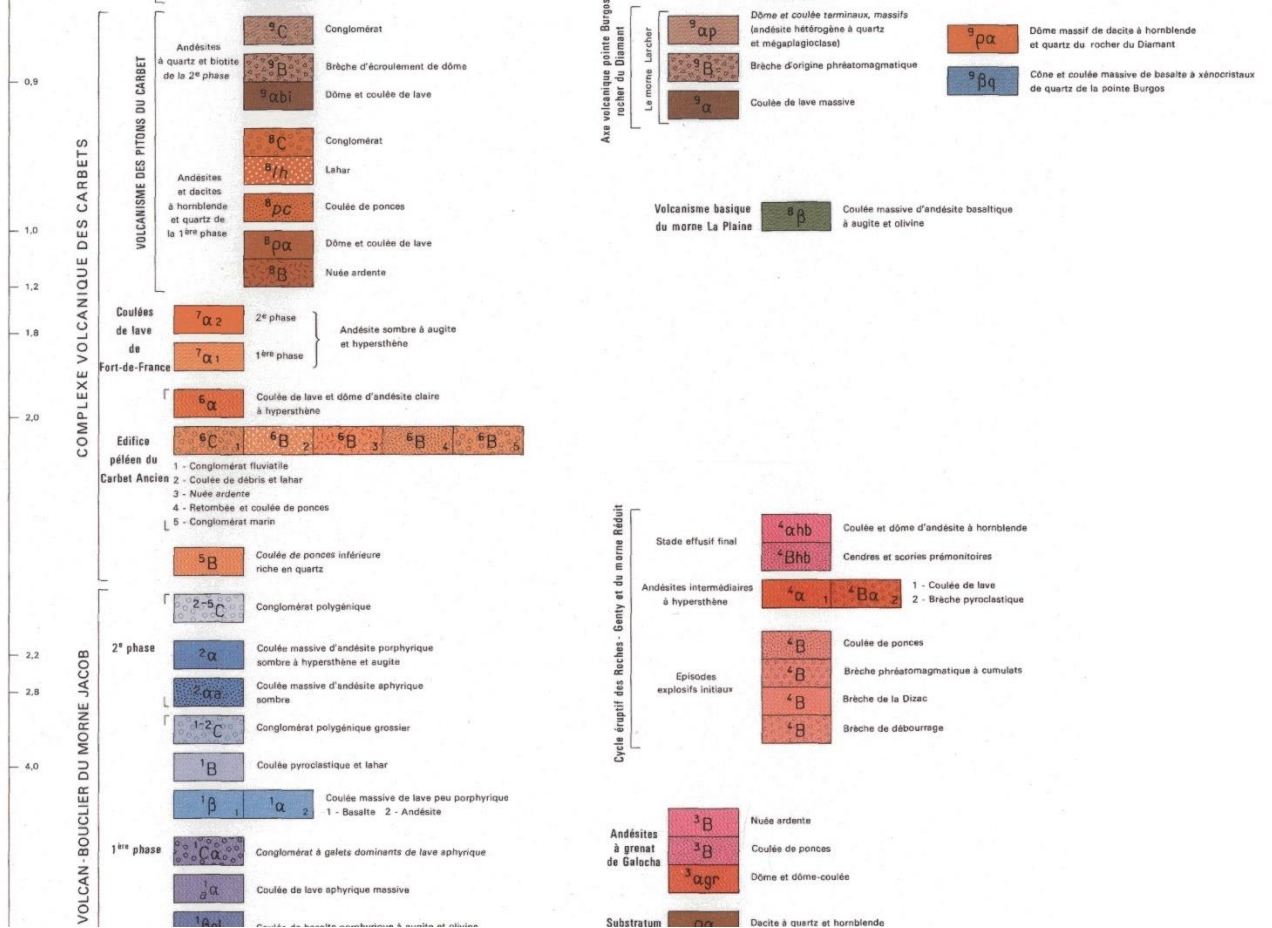 0,9
1,0
1,2
1,8
2,0
2,2
2,8
4,0
COMPLEXE VOLCANIQUE DES CARBETS
VOLCANISME DES PITONS DU CARBET
Andésites
à quartz et biotite
de la 2e phase
9C
Conglomérat
9B
Brèche d'écroulement de dôme
9αbi
Dôme et coulée de lave
Andésites
et dacites
à hornblende
et quartz de
la 1ère phase
8C
Conglomérat
8lh
Lahar
8pc
Coulée de ponces
8ρα
Dôme et coulée de lave
8B
Nuée ardente
Coulées
de lave
de
Fort-de-France
7α2
2e phase
7α1
1ère phase
Andésite sombre à augite
et hypersthène
Edifice
péléen du
Carbet Ancien
6α
Coulée de lave et dôme d'andésite claire
à hypersthène
6C 1 6B 2 6B 3 6B 4 6B 5
1 - Conglomérat fluviatile
2 - Coulée de débris et lahar
3 - Nuée ardente
4 - Retombée et coulée de ponces
5 - Conglomérat marin
5B
Coulée de ponces inférieure
riche en quartz
VOLCAN-BOUCLIER DU MORNE JACOB
2e phase
2-5C
Conglomérat polygénique
2α
Coulée massive d'andésite porphyrique
sombre à hypersthène et augite
2αa
Coulée massive d'andésite aphyrique
sombre
1ère phase
1-2C
Conglomérat polygénique grossier
1B
Coulée pyroclastique et lahar
1β 1 1α 2
Coulée massive de lave peu porphyrique
1 - Basalte 2 - Andésite
1Cα
Conglomérat à galets dominants de lave aphyrique
1aα
Coulée de lave aphyrique massive
Coulée de basalte porphyrique à augite et olivine
Axe volcanique pointe Burgos
rocher du Diamant
Le morne Larcher
9αp
Dôme et coulée terminaux, massifs
(andésite hétérogène à quartz
et mégaplagioclase)
9B
Brèche d'origine phréatomagmatique
9α
Coulée de lave massive
9ρα
Dôme massif de dacite à hornblende
et quartz du rocher du Diamant
9βq
Cône et coulée massive de basalte à xénocristaux
de quartz de la pointe Burgos
Volcanisme basique
du morne La Plaine
8β
Coulée massive d'andésite basaltique
à augite et olivine
Cycle éruptif des Roches - Genty et du morne Réduit
Stade effusif final
4αhb
Coulée et dôme d'andésite à hornblende
4Bhb
Cendres et scories prémonitoires
Andésites intermédiaires
à hypersthène
4α 1 4Bα 2
1 - Coulée de lave
2 - Brèche pyroclastique
Episodes
explosifs initiaux
4B
Coulée de ponces
4B
Brèche phréatomagmatique à cumulats
4B
Brèche de la Dizac
4B
Brèche de débourrage
Andésites
à grenat
de Galocha
3B
Nuée ardente
3B
Coulée de ponces
3αgr
Dôme et dôme-coulée
Substratum
ρα
Dacite à quartz et hornblende